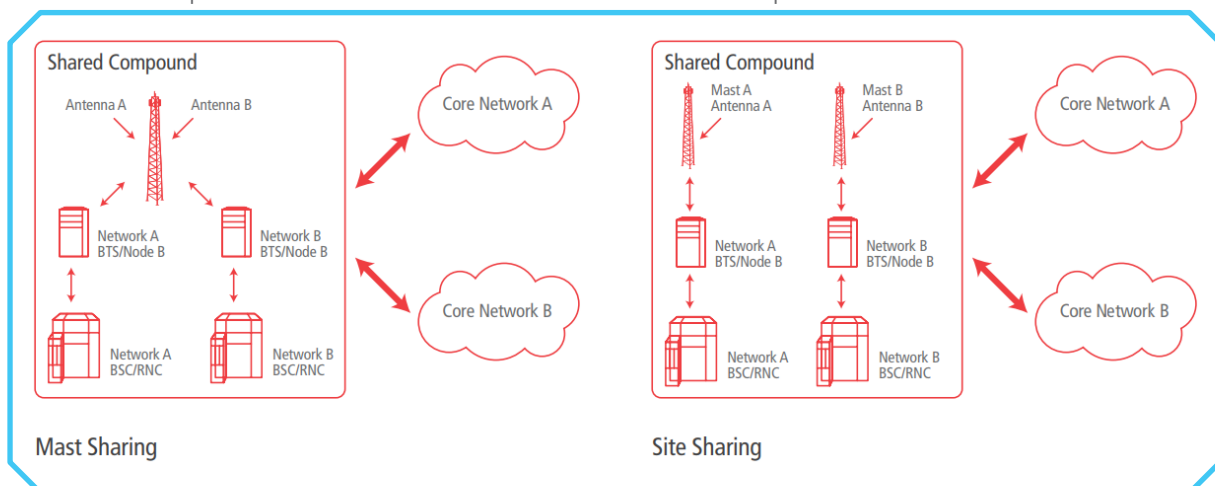 Shared Compound
Antenna A
Antenna B
Network A
BTS/Node B
Network B
BTS/Node B
Network A
BSC/RNC
Network B
BSC/RNC
Core Network A
Core Network B
Mast Sharing
Shared Compound
Mast A
Antenna A
Mast B
Antenna B
Network A
BTS/Node B
Network B
BTS/Node B
Network A
BSC/RNC
Network B
BSC/RNC
Core Network A
Core Network B
Site Sharing